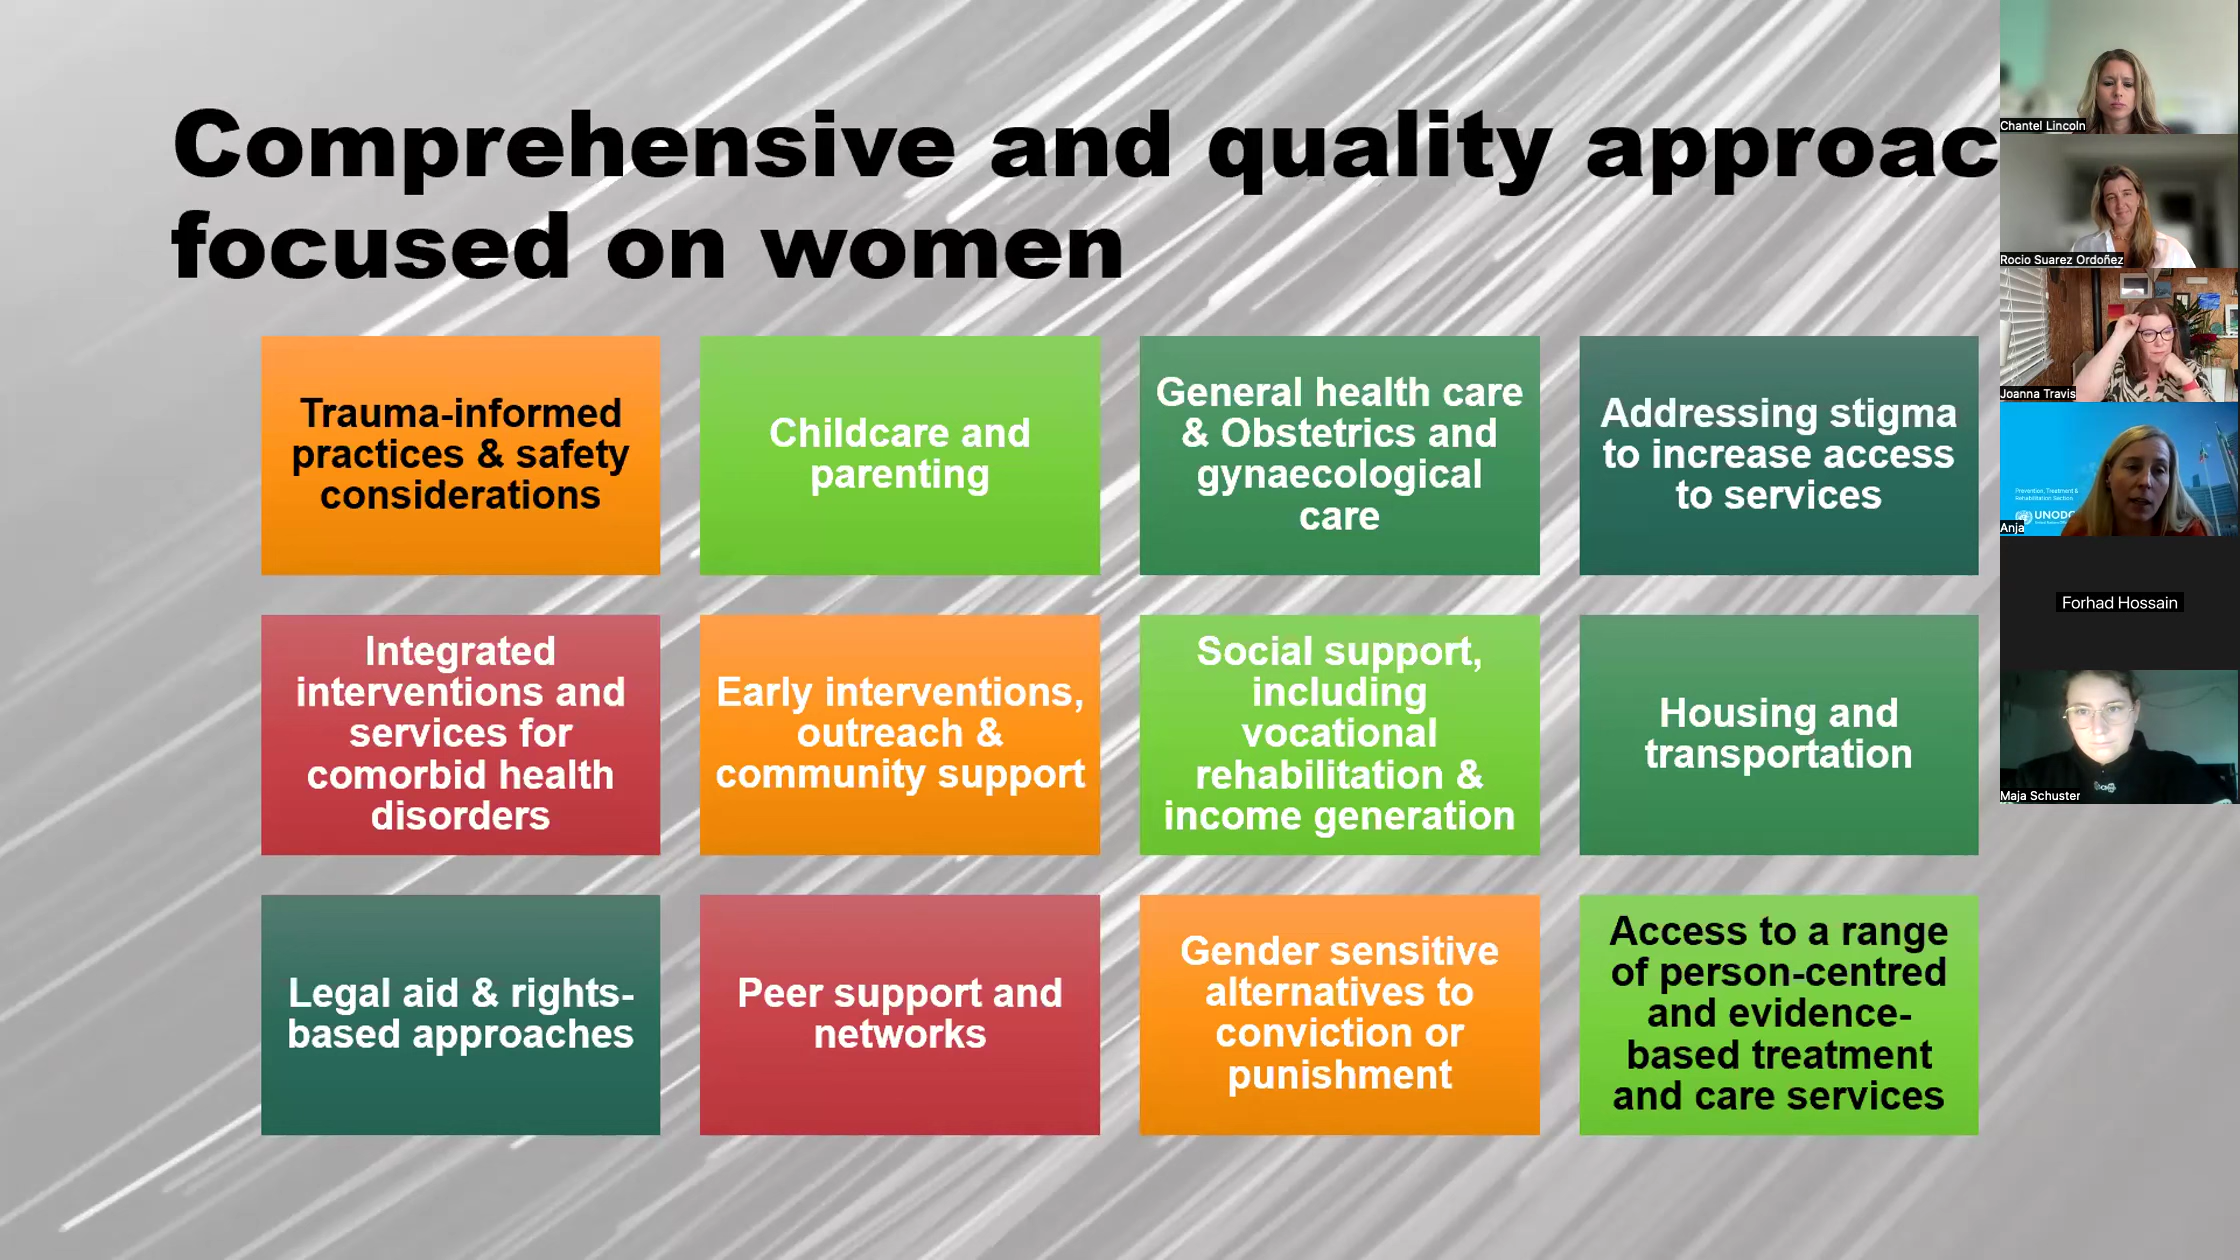 Comprehensive and quality approac
focused on women
Trauma-informed
practices & safety
considerations
Childcare and
parenting
General health care
& Obstetrics and
gynaecological
care
Addressing stigma
to increase access
to services
Integrated
interventions and
services for
comorbid health
disorders
Early interventions,
outreach &
community support
Social support,
including
vocational
rehabilitation &
income generation
Housing and
transportation
Legal aid & rights-
based approaches
Peer support and
networks
Gender sensitive
alternatives to
conviction or
punishment
Access to a range
of person-centred
and evidence-
based treatment
and care services
Chantel Lincoln
Rocio Suarez Ordoñez
Joanna Travis
Prevention, Treatment &
Rehabilitation Section
UNODC
Anja
Forhad Hossain
Maja Schuster